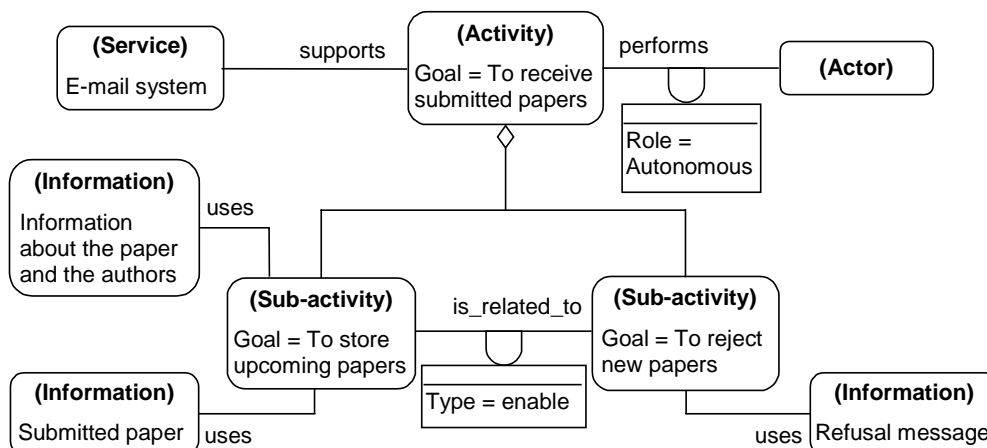 (Service)
E-mail system
supports
(Activity)
Goal = To receive
submitted papers
performs
(Actor)
Role =
Autonomous
(Information)
Information
about the paper
and the authors
uses
(Sub-activity)
Goal = To store
upcoming papers
is_related_to
Type = enable
(Sub-activity)
Goal = To reject
new papers
(Information)
Submitted paper
uses
(Information)
Refusal message
uses